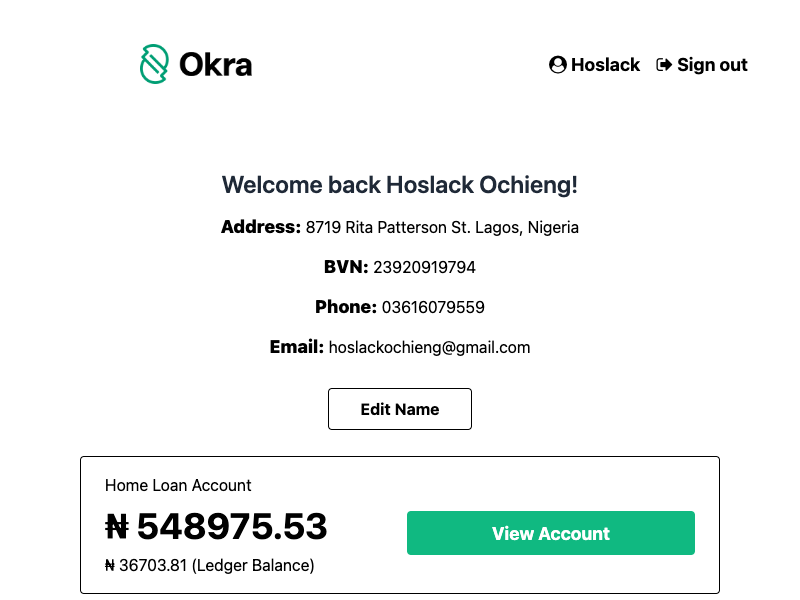 Okra
Hoslack Sign out
Welcome back Hoslack Ochieng!
Address: 8719 Rita Patterson St. Lagos, Nigeria
BVN: 23920919794
Phone: 03616079559
Email: hoslackochieng@gmail.com
Edit Name
Home Loan Account
₦ 548975.53
View Account
₦ 36703.81 (Ledger Balance)